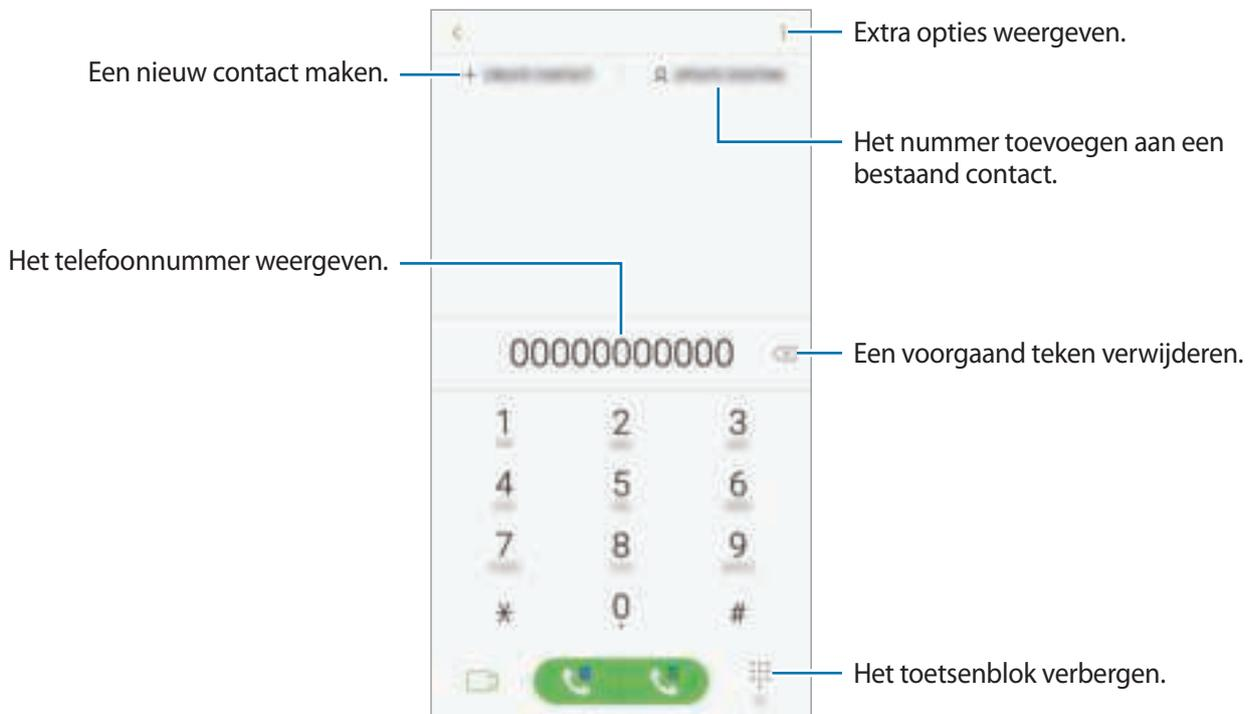 Extra opties weergeven.
Een nieuw contact maken.
Het nummer toevoegen aan een
bestaand contact.
Het telefoonnummer weergeven.
00000000000
Een voorgaand teken verwijderen.
1 2 3
4 5 6
7 8 9
* 0 #
+
Het toetsenblok verbergen.